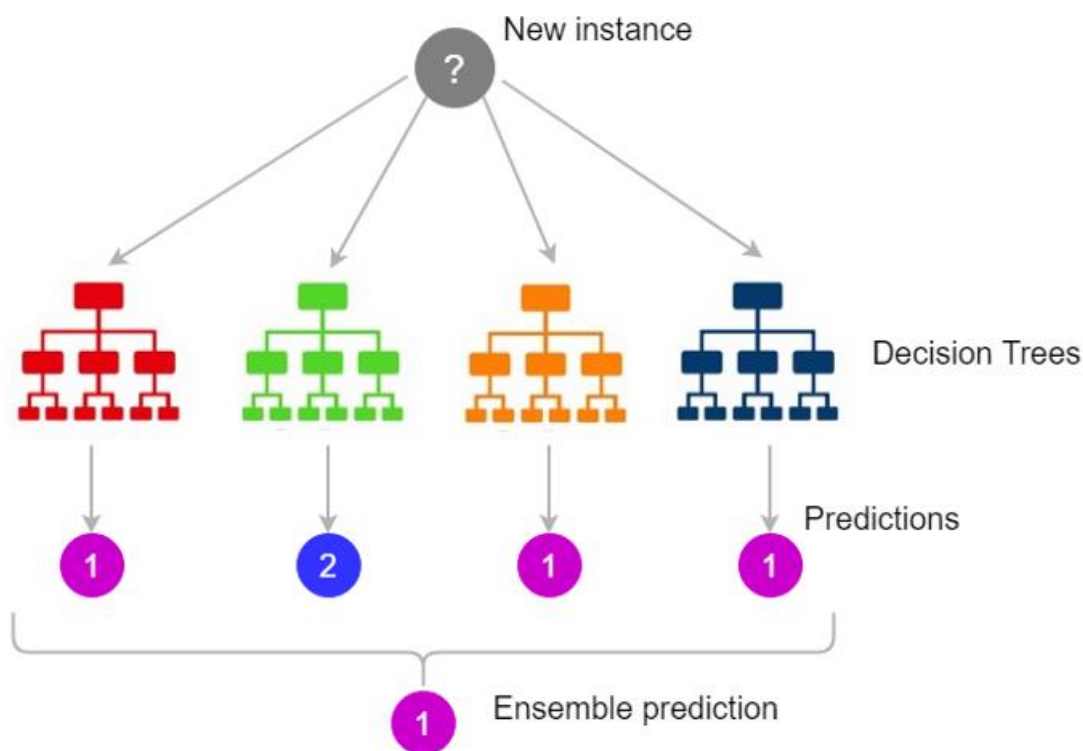 New instance
?
Decision Trees
Predictions
1 2 1 1
1
Ensemble prediction